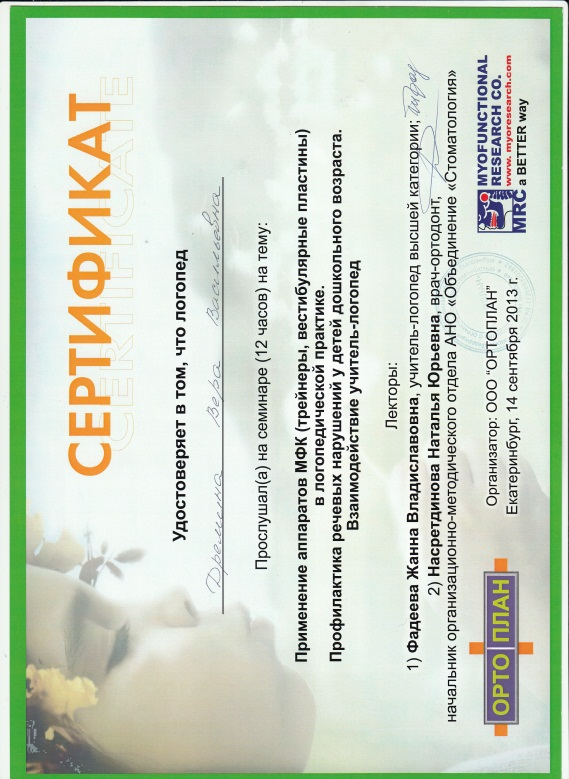 СЕРТИФИКАТ
CERTIFICATE
Удостоверяет в том, что логопед
Дремина Вера Васильевна
Прослушал(а) на семинаре (12 часов) на тему:
Применение аппаратов МФК (трейнеры, вестибулярные пластины)
в логопедической практике.
Профилактика речевых нарушений у детей дошкольного возраста.
Взаимодействие учитель-логопед
Лекторы:
1) Фадеева Жанна Владиславовна, учитель-логопед высшей категории;
2) Насретдинова Наталья Юрьевна, врач-ортодонт,
начальник организационно-методического отдела АНО «Объединение «Стоматология»
ОРТО ПЛАН
Организатор: ООО "ОРТОПЛАН"
Екатеринбург, 14 сентября 2013 г.
MRC
MYOFUNCTIONAL
RESEARCH CO.
www. myoresearch.com
a BETTER way